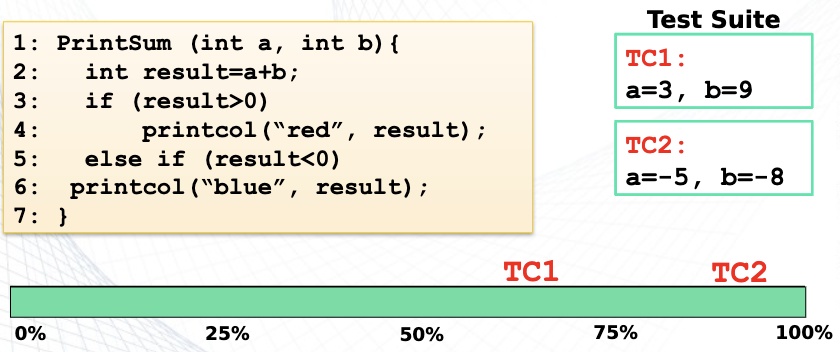 1: PrintSum (int a, int b){
2:   int result=a+b;
3:   if (result>0)
4:       printcol(“red”, result);
5:   else if (result<0)
6:  printcol(“blue”, result);
7: }
Test Suite
TC1:
a=3, b=9
TC2:
a=-5, b=-8
TC1 TC2
0% 25% 50% 75% 100%